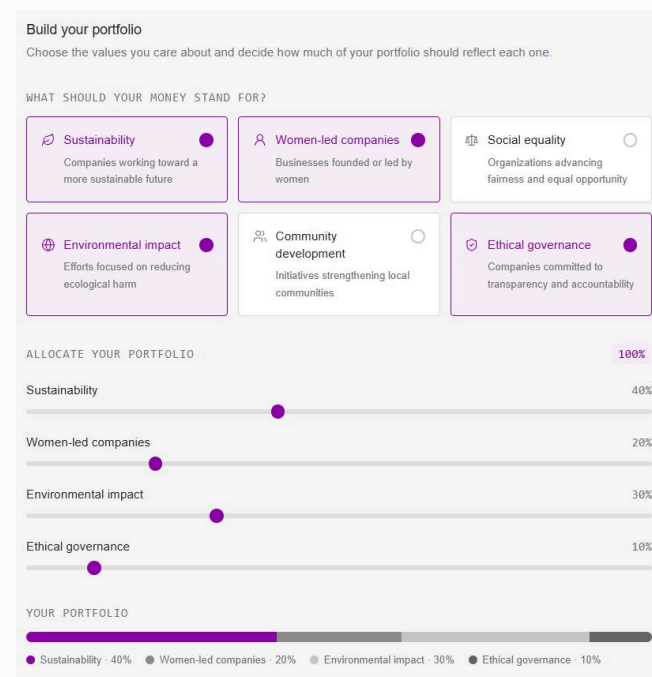 Build your portfolio
Choose the values you care about and decide how much of your portfolio should reflect each one.
WHAT SHOULD YOUR MONEY STAND FOR?
Sustainability
Companies working toward a
more sustainable future
Women-led companies
Businesses founded or led by
women
Social equality
Organizations advancing
fairness and equal opportunity
Environmental impact
Efforts focused on reducing
ecological harm
Community
development
Initiatives strengthening local
communities
Ethical governance
Companies committed to
transparency and accountability
ALLOCATE YOUR PORTFOLIO 100%
Sustainability 40%
Women-led companies 20%
Environmental impact 30%
Ethical governance 10%
YOUR PORTFOLIO
Sustainability · 40% Women-led companies · 20% Environmental impact · 30% Ethical governance · 10%